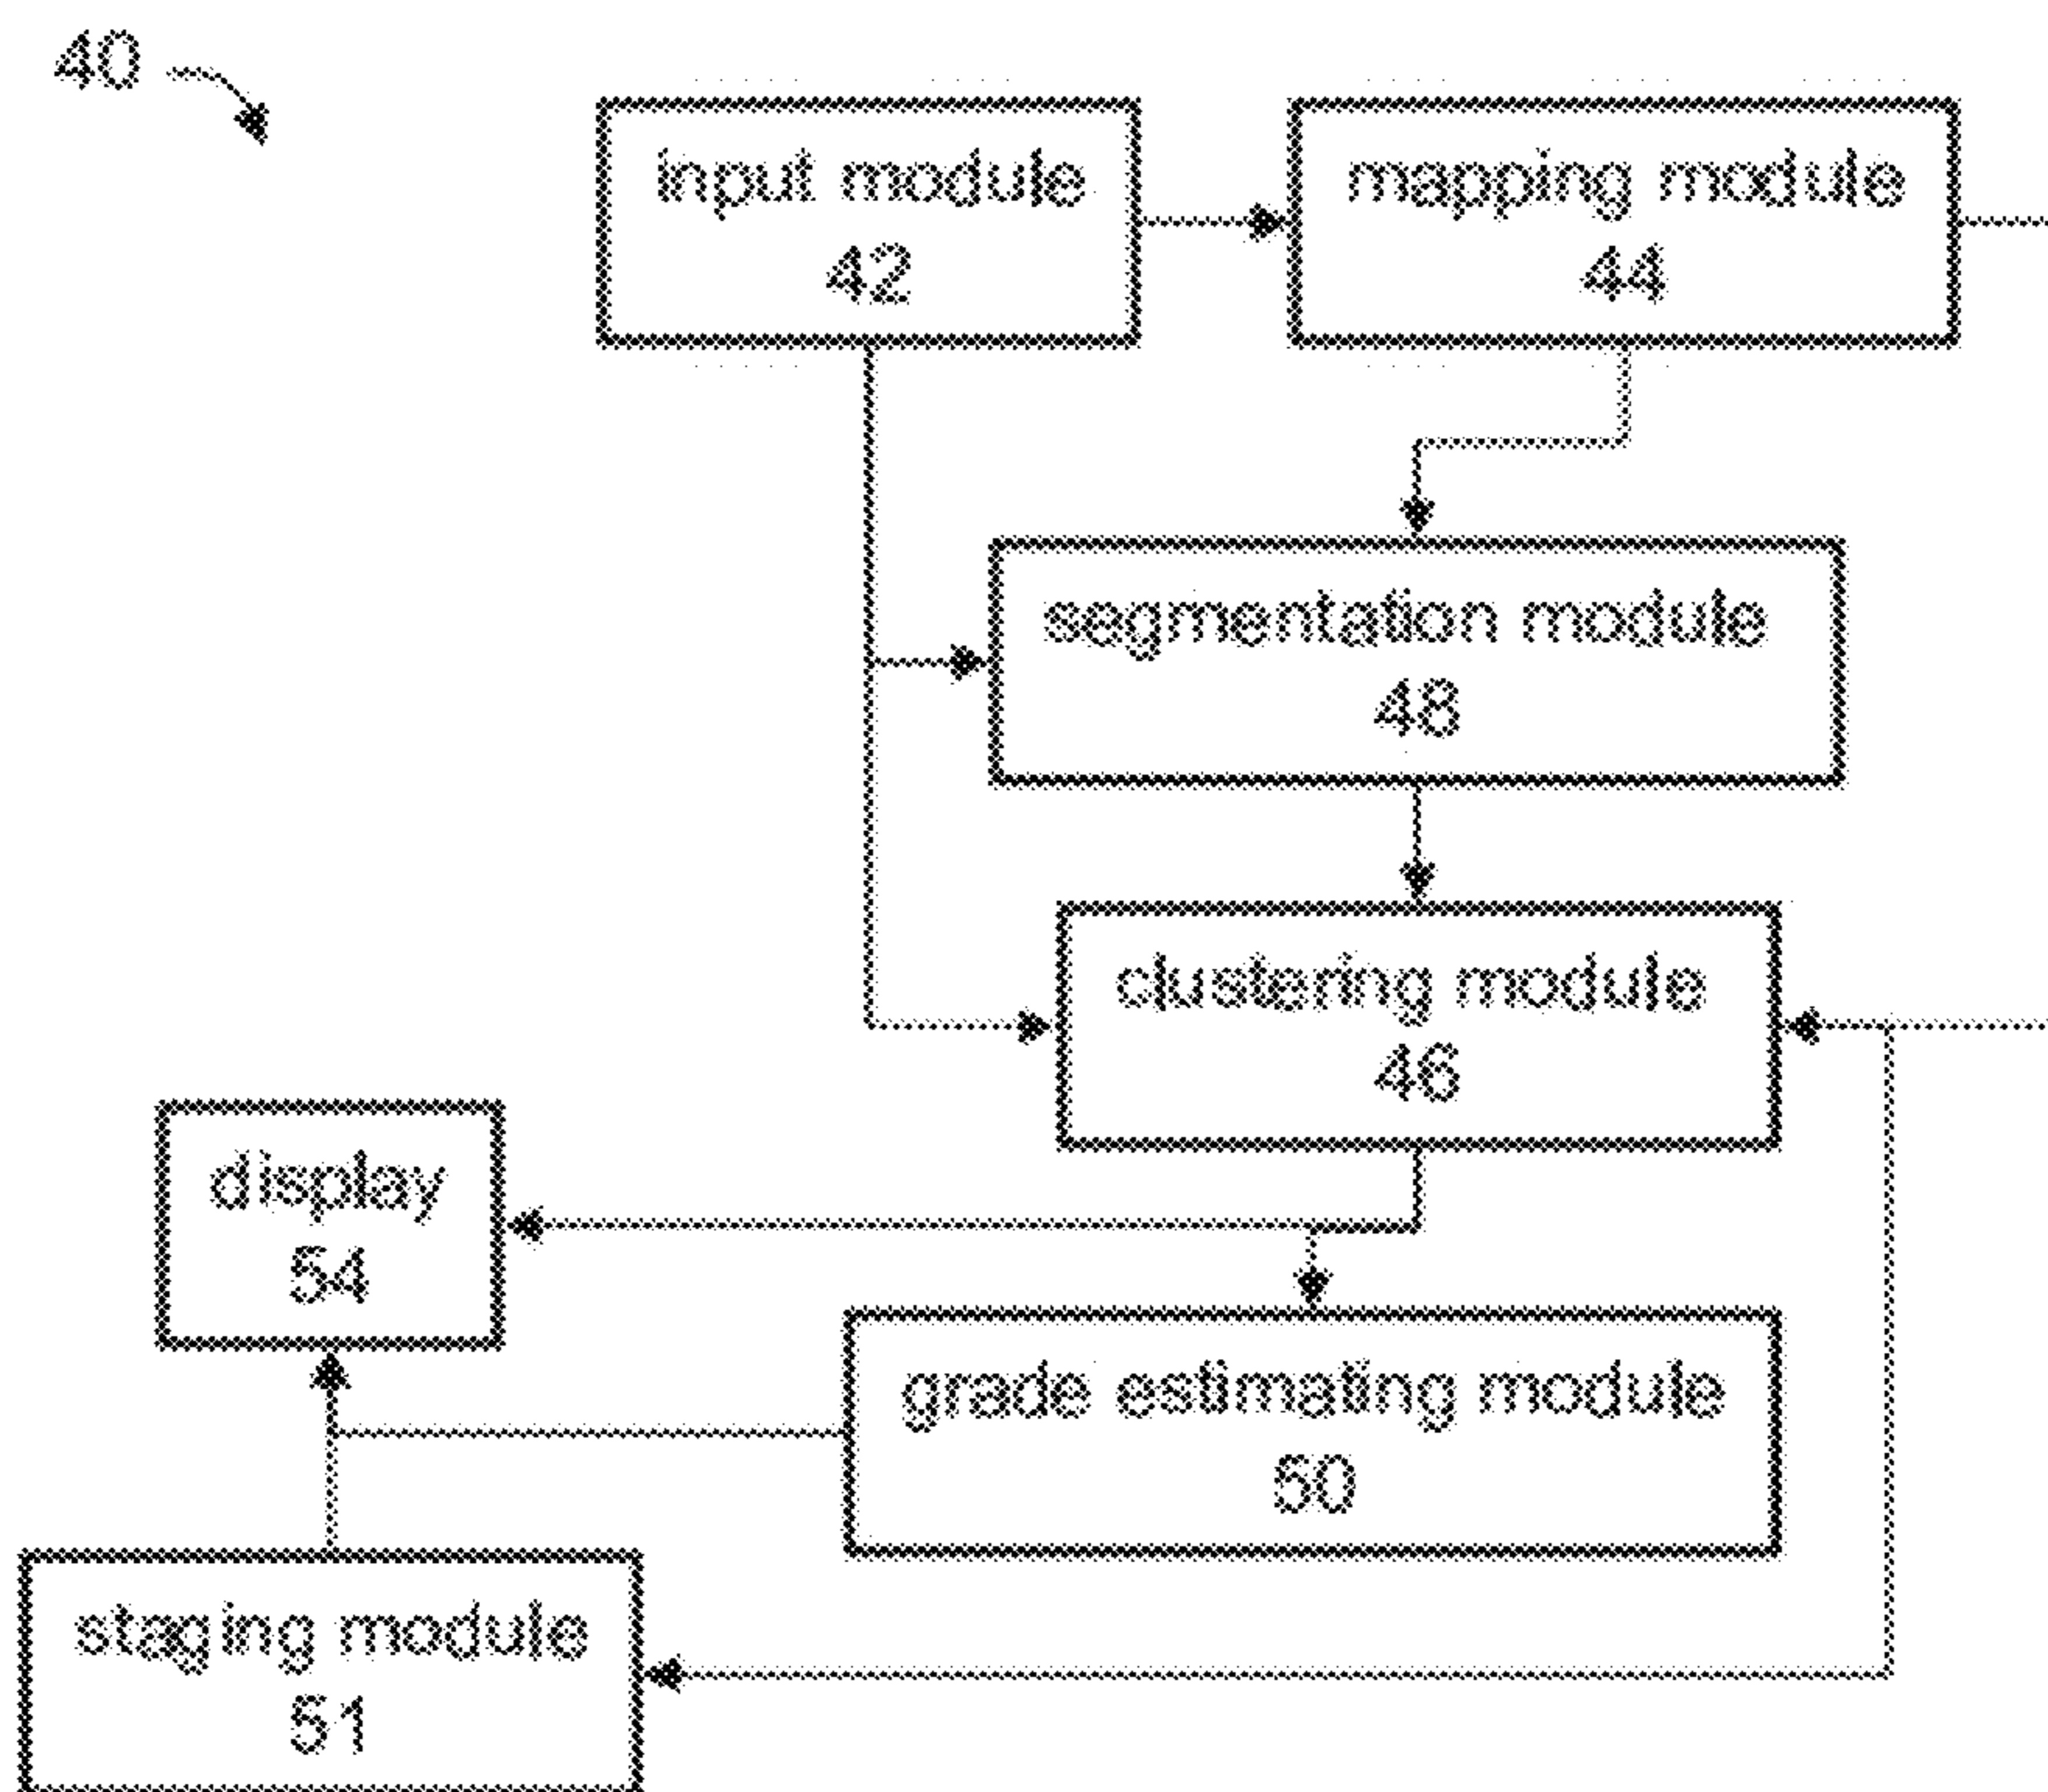 40
input module
42
mapping module
44
segmentation module
48
clustering module
46
display
54
grade estimating module
50
staging module
51